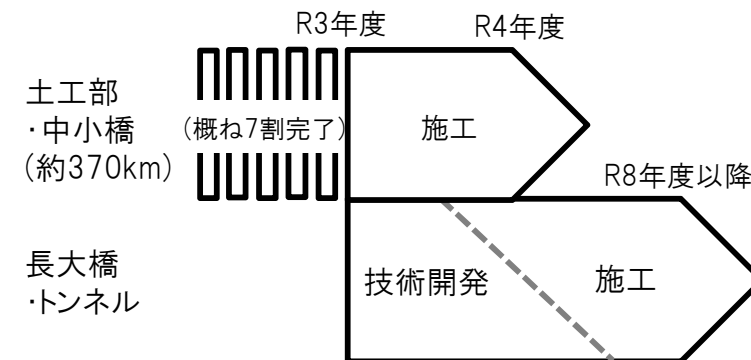 R3年度 R4年度
土工部
・中小橋
(約370km)
(概ね7割完了)
施工
R8年度以降
長大橋
・トンネル
技術開発
施工